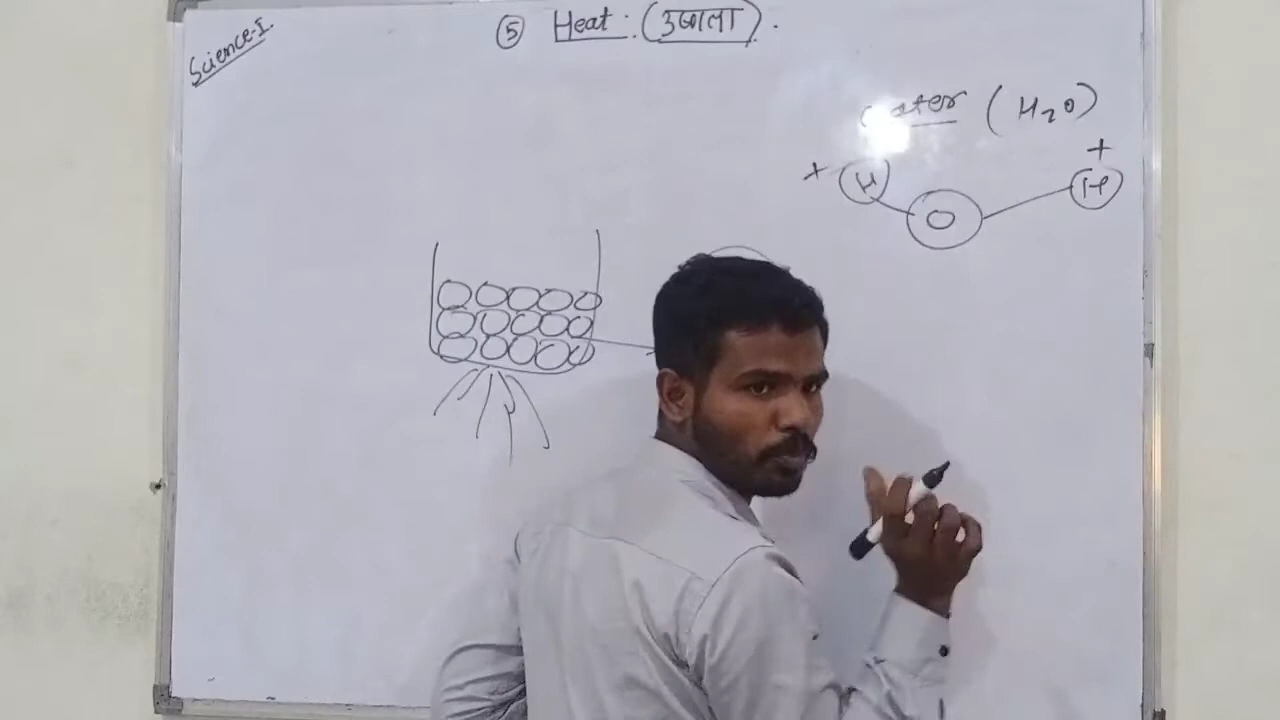 Science-I.
⑤ Heat : (उष्णता).
Water (H₂O)
+ H O H +